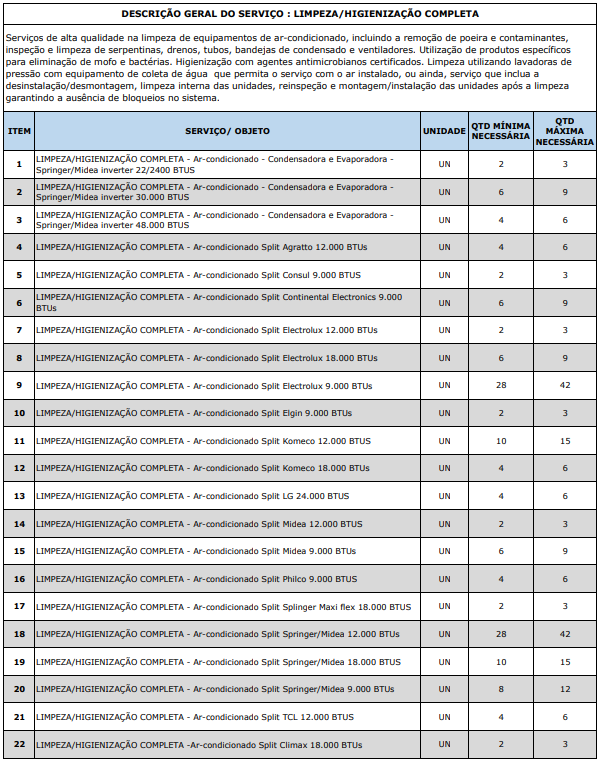 DESCRIÇÃO GERAL DO SERVIÇO : LIMPEZA/HIGIENIZAÇÃO COMPLETA
Serviços de alta qualidade na limpeza de equipamentos de ar-condicionado, incluindo a remoção de poeira e contaminantes,
inspeção e limpeza de serpentinas, drenos, tubos, bandejas de condensado e ventiladores. Utilização de produtos específicos
para eliminação de mofo e bactérias. Higienização com agentes antimicrobianos certificados. Limpeza utilizando lavadoras de
pressão com equipamento de coleta de água que permita o serviço com o ar instalado, ou ainda, serviço que inclua a
desinstalação/desmontagem, limpeza interna das unidades, reinspeção e montagem/instalação das unidades após a limpeza
garantindo a ausência de bloqueios no sistema.
ITEM SERVIÇO/ OBJETO UNIDADE QTD MÍNIMA NECESSÁRIA QTD MÁXIMA NECESSÁRIA
1 LIMPEZA/HIGIENIZAÇÃO COMPLETA - Ar-condicionado - Condensadora e Evaporadora - Springer/Midea inverter 22/2400 BTUS UN 2 3
2 LIMPEZA/HIGIENIZAÇÃO COMPLETA - Ar-condicionado - Condensadora e Evaporadora - Springer/Midea inverter 30.000 BTUS UN 6 9
3 LIMPEZA/HIGIENIZAÇÃO COMPLETA - Ar-condicionado - Condensadora e Evaporadora - Springer/Midea inverter 48.000 BTUS UN 4 6
4 LIMPEZA/HIGIENIZAÇÃO COMPLETA - Ar-condicionado Split Agratto 12.000 BTUs UN 4 6
5 LIMPEZA/HIGIENIZAÇÃO COMPLETA - Ar-condicionado Split Consul 9.000 BTUS UN 2 3
6 LIMPEZA/HIGIENIZAÇÃO COMPLETA - Ar-condicionado Split Continental Electronics 9.000 BTUs UN 6 9
7 LIMPEZA/HIGIENIZAÇÃO COMPLETA - Ar-condicionado Split Electrolux 12.000 BTUs UN 2 3
8 LIMPEZA/HIGIENIZAÇÃO COMPLETA - Ar-condicionado Split Electrolux 18.000 BTUs UN 6 9
9 LIMPEZA/HIGIENIZAÇÃO COMPLETA - Ar-condicionado Split Electrolux 9.000 BTUs UN 28 42
10 LIMPEZA/HIGIENIZAÇÃO COMPLETA - Ar-condicionado Split Elgin 9.000 BTUs UN 2 3
11 LIMPEZA/HIGIENIZAÇÃO COMPLETA - Ar-condicionado Split Komeco 12.000 BTUS UN 10 15
12 LIMPEZA/HIGIENIZAÇÃO COMPLETA - Ar-condicionado Split Komeco 18.000 BTUs UN 4 6
13 LIMPEZA/HIGIENIZAÇÃO COMPLETA - Ar-condicionado Split LG 24.000 BTUS UN 4 6
14 LIMPEZA/HIGIENIZAÇÃO COMPLETA - Ar-condicionado Split Midea 12.000 BTUs UN 2 3
15 LIMPEZA/HIGIENIZAÇÃO COMPLETA - Ar-condicionado Split Midea 9.000 BTUs UN 6 9
16 LIMPEZA/HIGIENIZAÇÃO COMPLETA - Ar-condicionado Split Philco 9.000 BTUs UN 4 6
17 LIMPEZA/HIGIENIZAÇÃO COMPLETA - Ar-condicionado Split Splinger Maxi flex 18.000 BTUS UN 2 3
18 LIMPEZA/HIGIENIZAÇÃO COMPLETA - Ar-condicionado Split Springer/Midea 12.000 BTUs UN 28 42
19 LIMPEZA/HIGIENIZAÇÃO COMPLETA - Ar-condicionado Split Springer/Midea 18.000 BTUS UN 10 15
20 LIMPEZA/HIGIENIZAÇÃO COMPLETA - Ar-condicionado Split Springer/Midea 9.000 BTUs UN 8 12
21 LIMPEZA/HIGIENIZAÇÃO COMPLETA - Ar-condicionado Split TCL 12.000 BTUS UN 4 6
22 LIMPEZA/HIGIENIZAÇÃO COMPLETA -Ar-condicionado Split Climax 18.000 BTUs UN 2 3